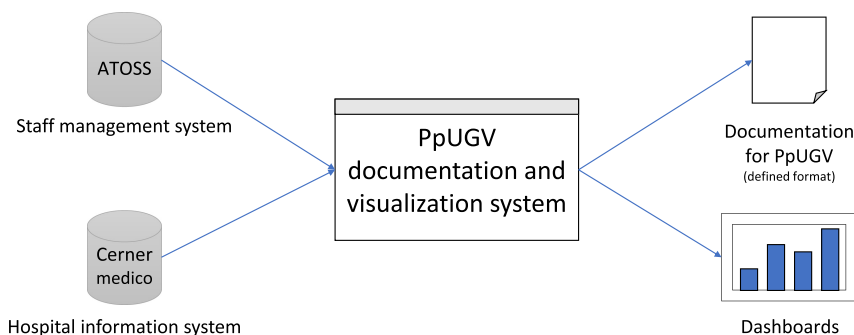 ATOSS
Staff management system
Cerner
medico
Hospital information system
PpUGV
documentation and
visualization system
Documentation
for PpUGV
(defined format)
Dashboards